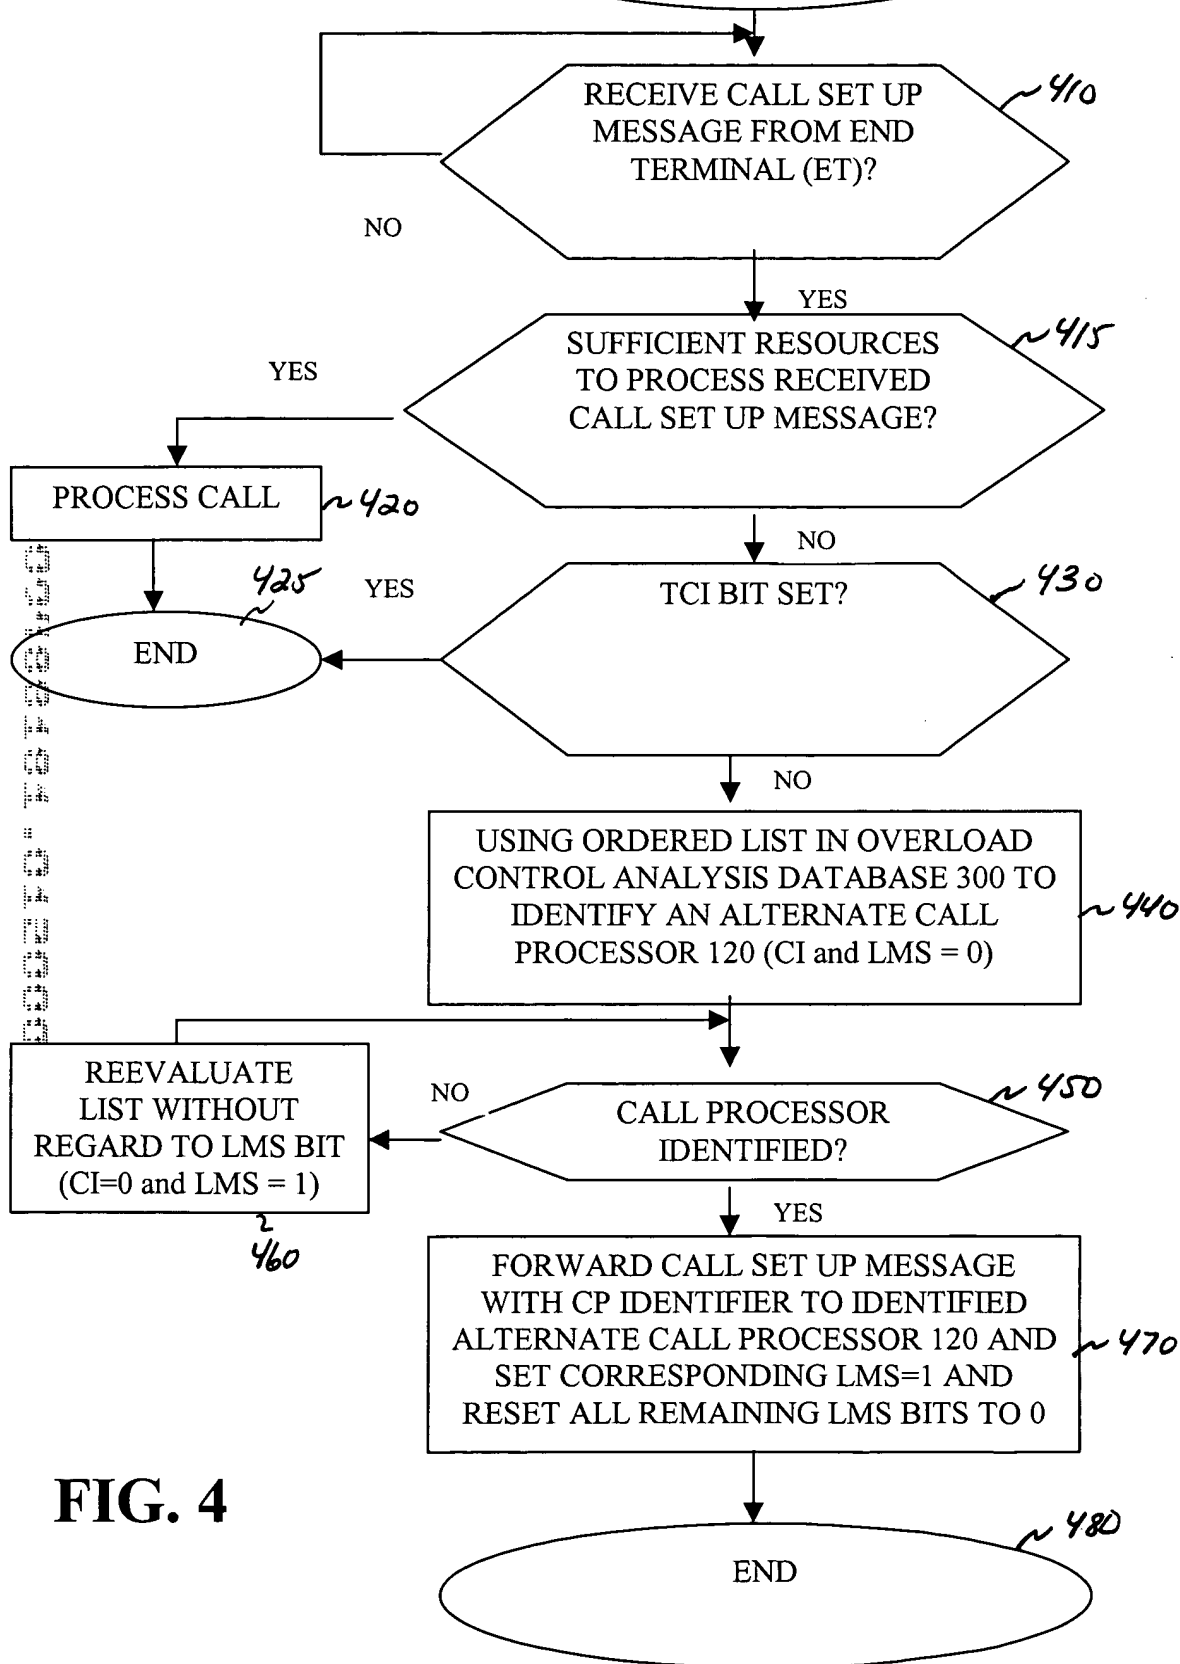 RECEIVE CALL SET UP
MESSAGE FROM END
TERMINAL (ET)?
410
NO
YES
SUFFICIENT RESOURCES
TO PROCESS RECEIVED
CALL SET UP MESSAGE?
415
YES
PROCESS CALL
420
NO
TCI BIT SET?
430
YES
425
END
NO
USING ORDERED LIST IN OVERLOAD
CONTROL ANALYSIS DATABASE 300 TO
IDENTIFY AN ALTERNATE CALL
PROCESSOR 120 (CI and LMS = 0)
440
CALL PROCESSOR
IDENTIFIED?
450
NO
REEVALUATE
LIST WITHOUT
REGARD TO LMS BIT
(CI=0 and LMS = 1)
460
YES
FORWARD CALL SET UP MESSAGE
WITH CP IDENTIFIER TO IDENTIFIED
ALTERNATE CALL PROCESSOR 120 AND
SET CORRESPONDING LMS=1 AND
RESET ALL REMAINING LMS BITS TO 0
470
FIG. 4
480
END